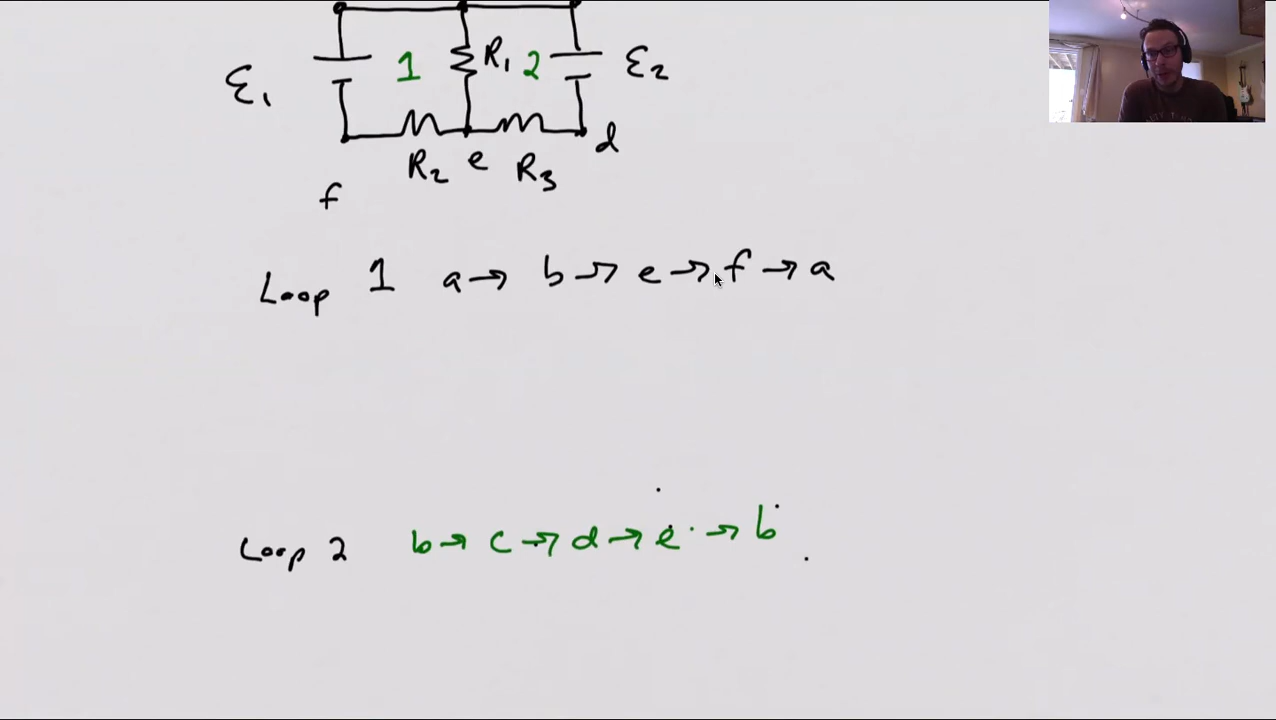 ε₁ 1 R₁ 2 ε₂
R₂ e R₃ d
f
Loop 1 a→ b→ e→ f→ a
Loop 2 b→ c→ d→ e→ b